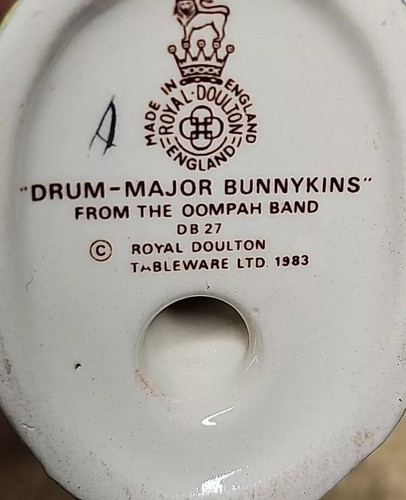 A
MADE IN ENGLAND
ROYAL·DOULTON
ENGLAND
"DRUM-MAJOR BUNNYKINS"
FROM THE OOMPAH BAND
DB 27
© ROYAL DOULTON
TABLEWARE LTD. 1983